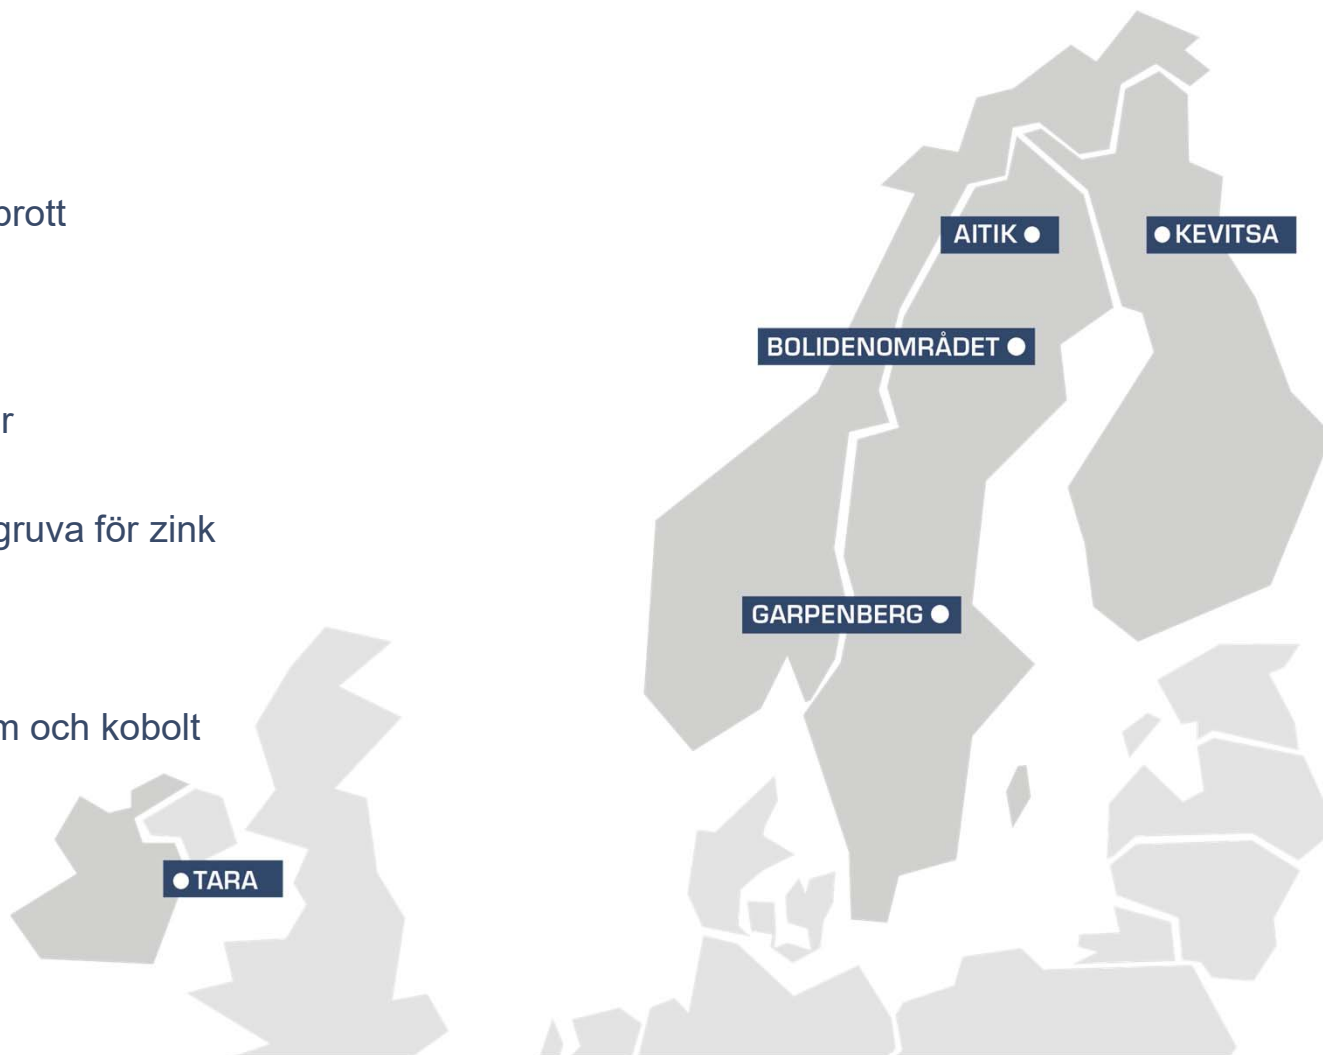 brott
AITIK
KEVITSA
BOLIDENOMRÅDET
r
gruva för zink
GARPENBERG
m och kobolt
TARA